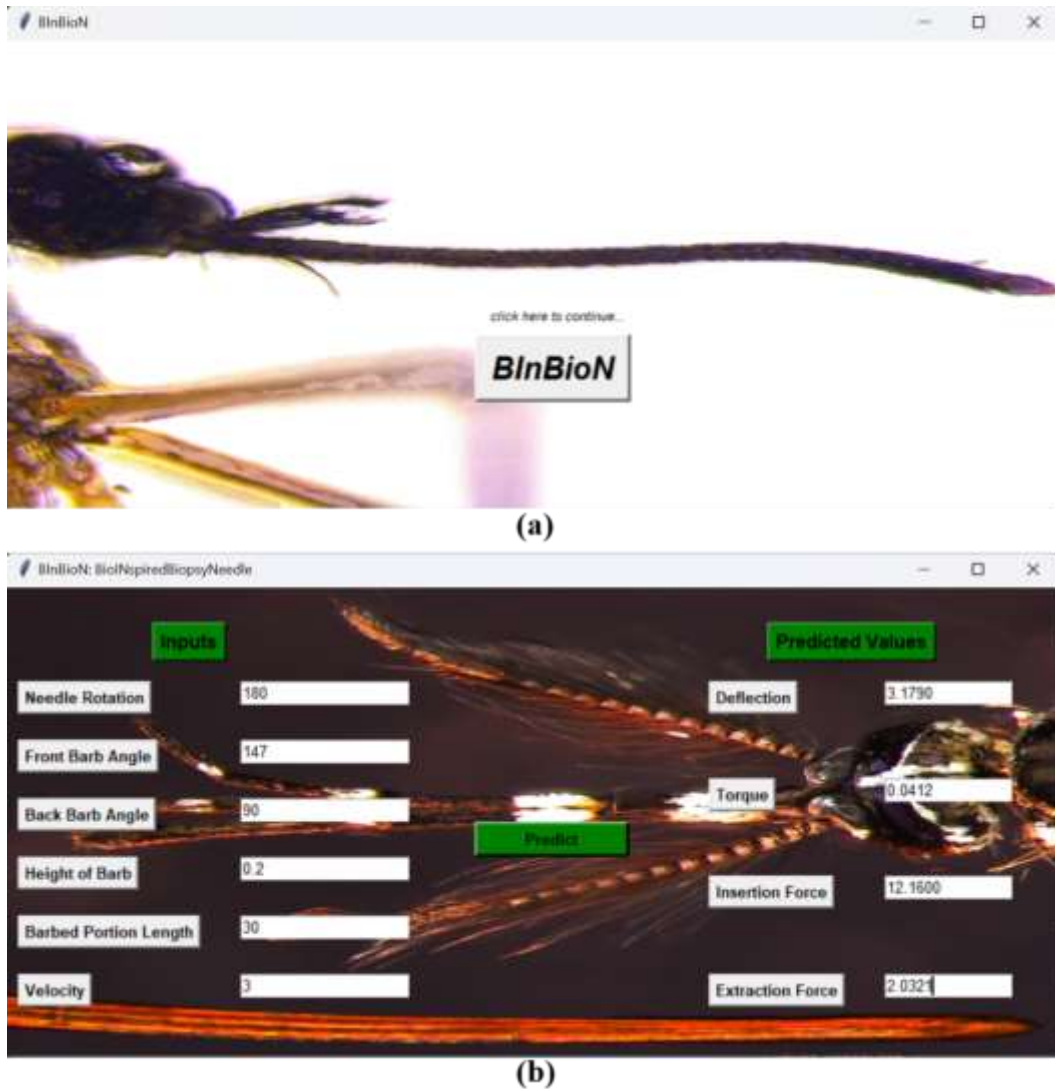 BInBioN
click here to continue...
BInBioN
(a)
BInBioN: BioINspiredBiopsyNeedle
Inputs
Predicted Values
Needle Rotation 180
Deflection 3.1790
Front Barb Angle 147
Torque 0.0412
Back Barb Angle 90
Predict
Height of Barb 0.2
Insertion Force 12.1600
Barbed Portion Length 30
Velocity 3
Extraction Force 2.0321
(b)